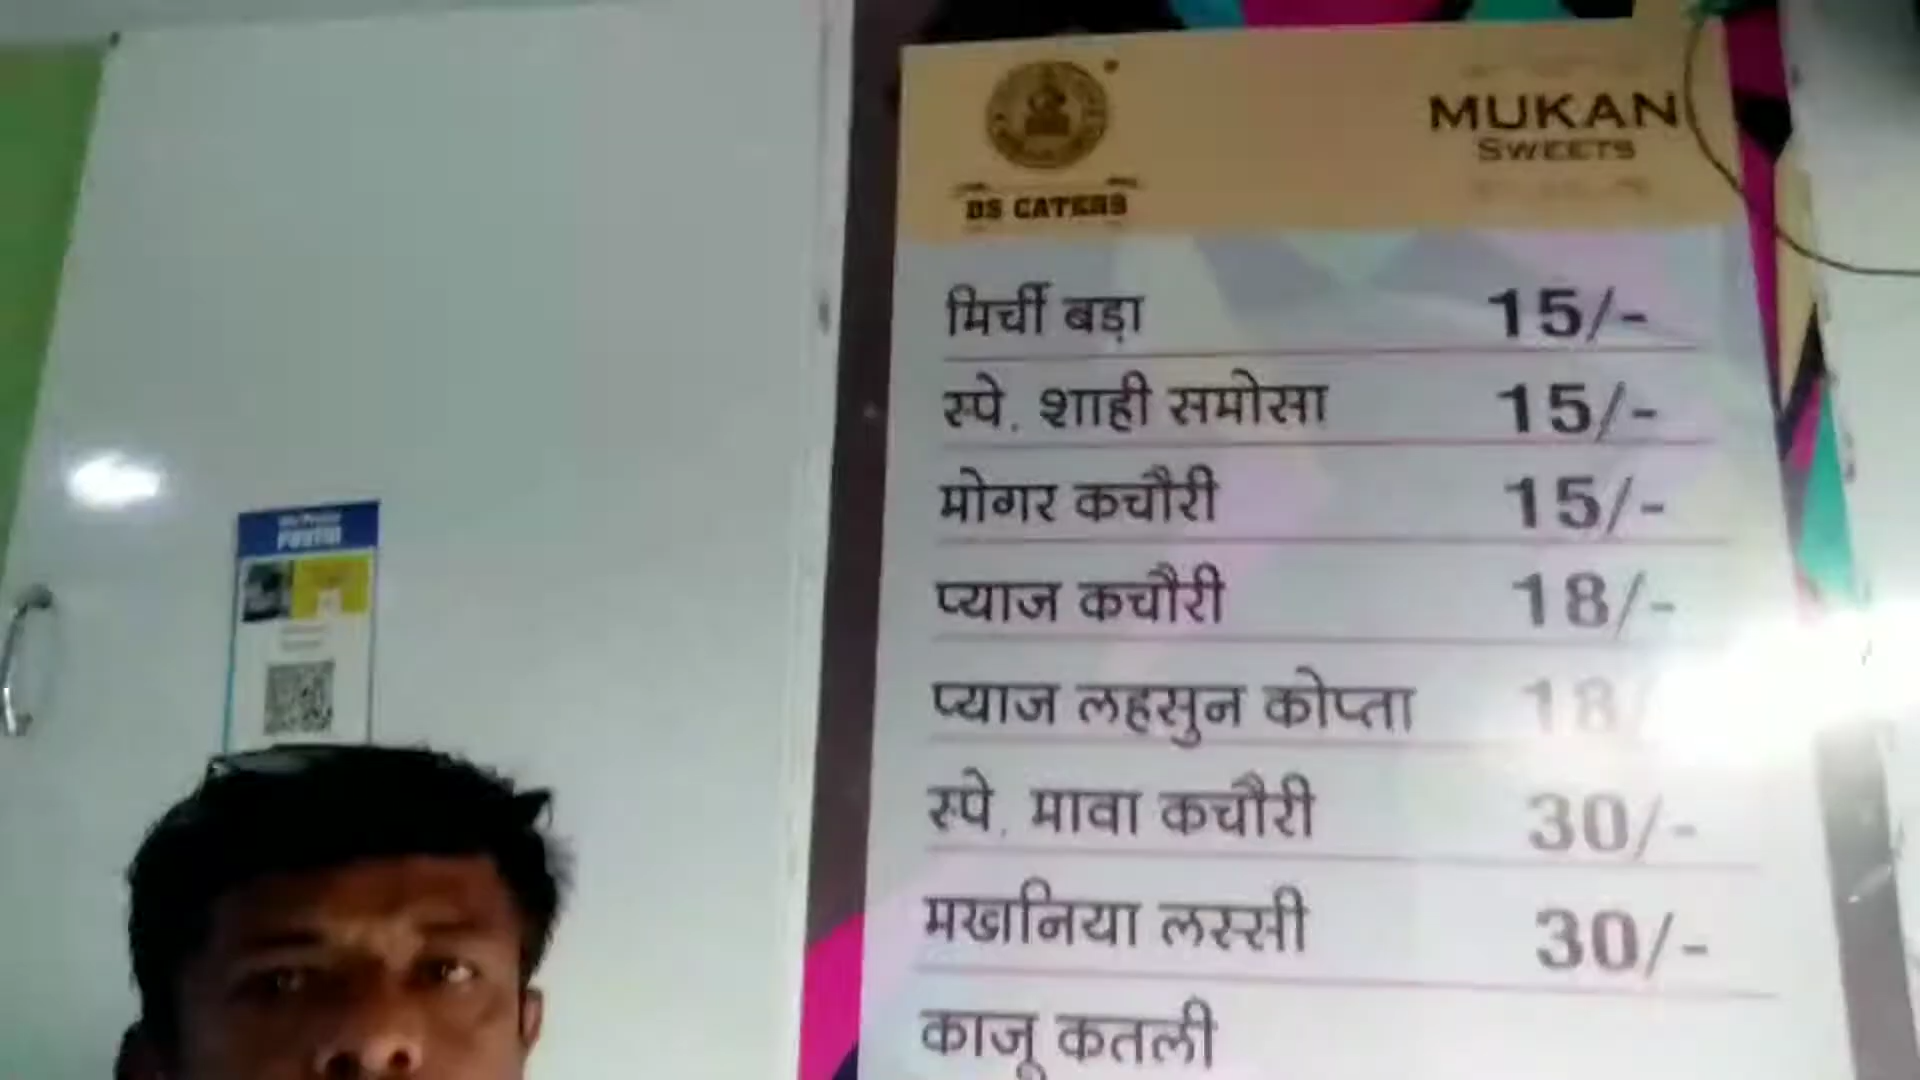 DS CATERS
MUKAN
SWEETS
मिर्ची बड़ा 15/-
स्पे. शाही समोसा 15/-
मोगर कचौरी 15/-
प्याज कचौरी 18/-
प्याज लहसुन कोप्ता 18/
स्पे. मावा कचौरी 30/-
मखनिया लस्सी 30/-
काजू कतली